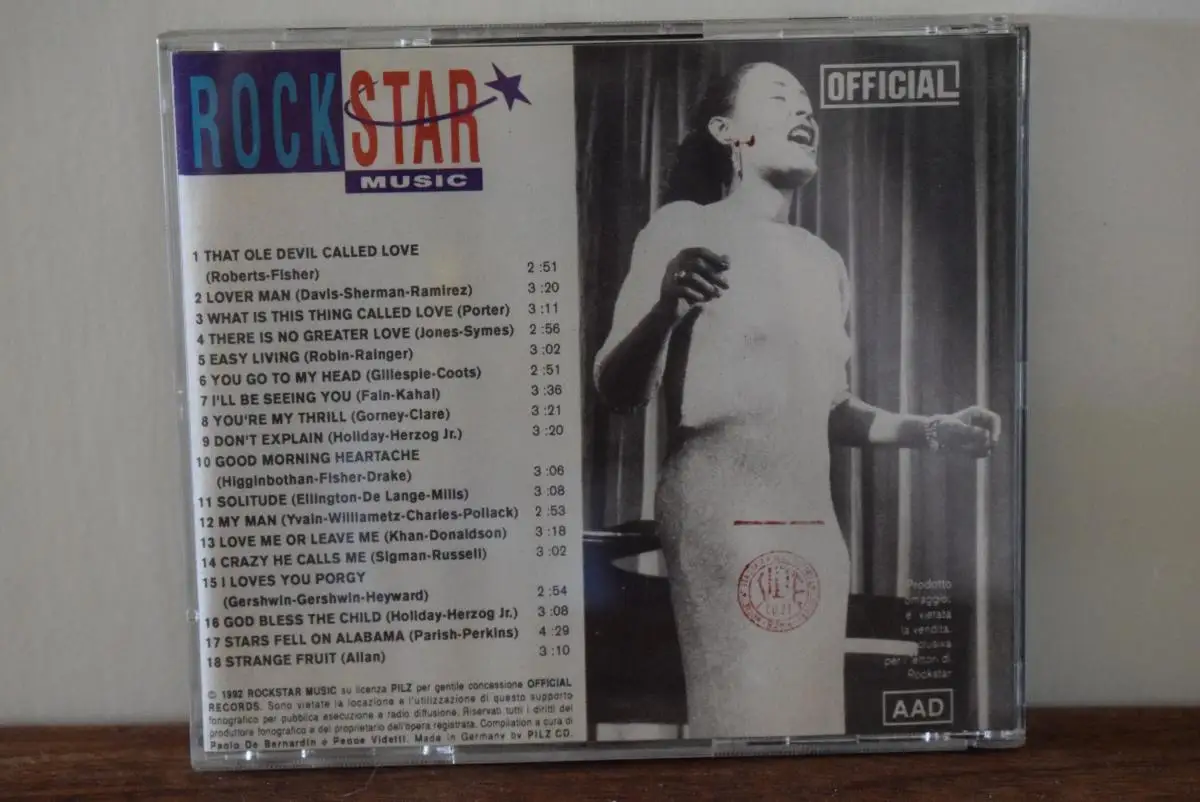 ROCKSTAR
MUSIC
OFFICIAL
1 THAT OLE DEVIL CALLED LOVE
(Roberts-Fisher) 2:51
2 LOVER MAN (Davis-Sherman-Ramirez) 3:20
3 WHAT IS THIS THING CALLED LOVE (Porter) 3:11
4 THERE IS NO GREATER LOVE (Jones-Symes) 2:56
5 EASY LIVING (Robin-Rainger) 3:02
6 YOU GO TO MY HEAD (Gillespie-Coots) 2:51
7 I'LL BE SEEING YOU (Fain-Kahal) 3:36
8 YOU'RE MY THRILL (Gorney-Clare) 3:21
9 DON'T EXPLAIN (Holiday-Herzog Jr.) 3:20
10 GOOD MORNING HEARTACHE
(Higginbothan-Fisher-Drake) 3:06
11 SOLITUDE (Ellington-De Lange-Mills) 3:08
12 MY MAN (Yvain-Williametz-Charles-Pollack) 2:53
13 LOVE ME OR LEAVE ME (Khan-Donaldson) 3:18
14 CRAZY HE CALLS ME (Sigman-Russell) 3:02
15 I LOVES YOU PORGY
(Gershwin-Gershwin-Heyward) 2:54
16 GOD BLESS THE CHILD (Holiday-Herzog Jr.) 3:08
17 STARS FELL ON ALABAMA (Parish-Perkins) 4:29
18 STRANGE FRUIT (Allan) 3:10
© 1992 ROCKSTAR MUSIC su licenza PILZ per gentile concessione OFFICIAL
RECORDS. Sono vietate la locazione e l'utilizzazione di questo supporto
fonografico per pubblica esecuzione e radio diffusione. Riservati tutti i diritti del
produttore fonografico e del proprietario dell'opera registrata. Compilation a cura di
Paolo De Bernardin e Peppe Videtti. Made in Germany by PILZ CD.
Prodotto
omaggio;
è vietata
la vendita.
per i lettori di
Rockstar
AAD